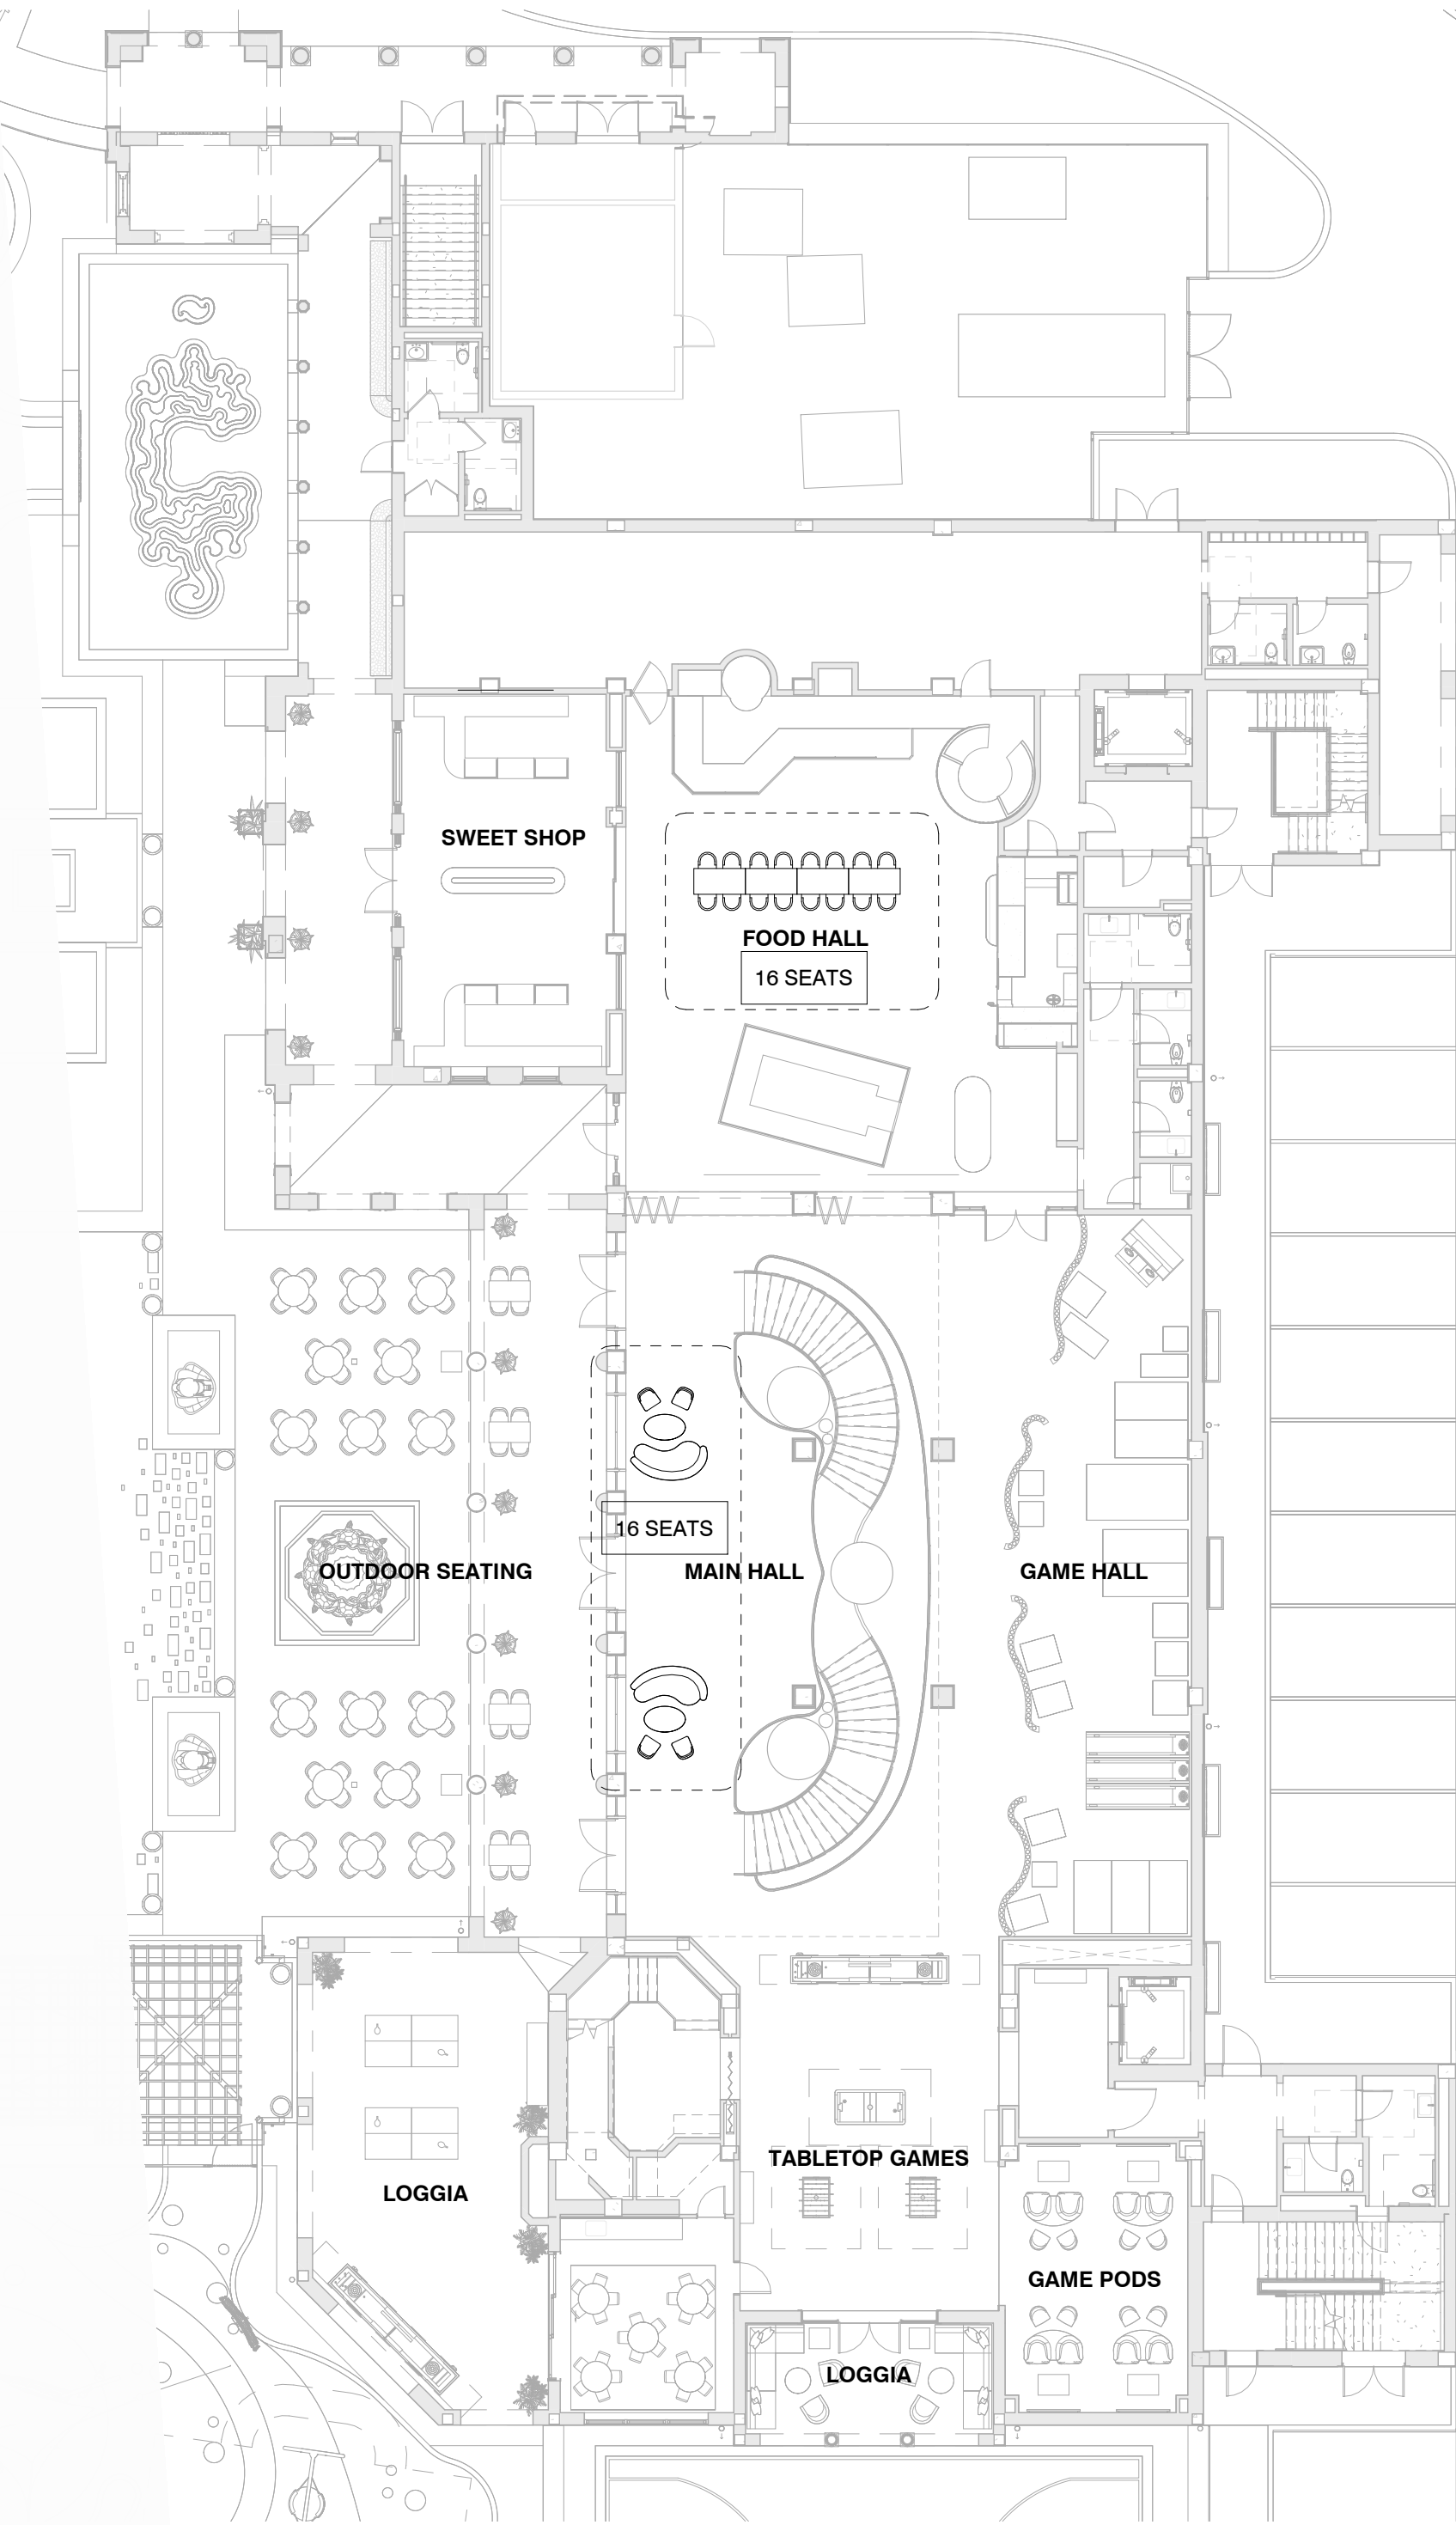 SWEET SHOP
FOOD HALL
16 SEATS
16 SEATS
OUTDOOR SEATING
MAIN HALL
GAME HALL
TABLETOP GAMES
LOGGIA
GAME PODS
LOGGIA